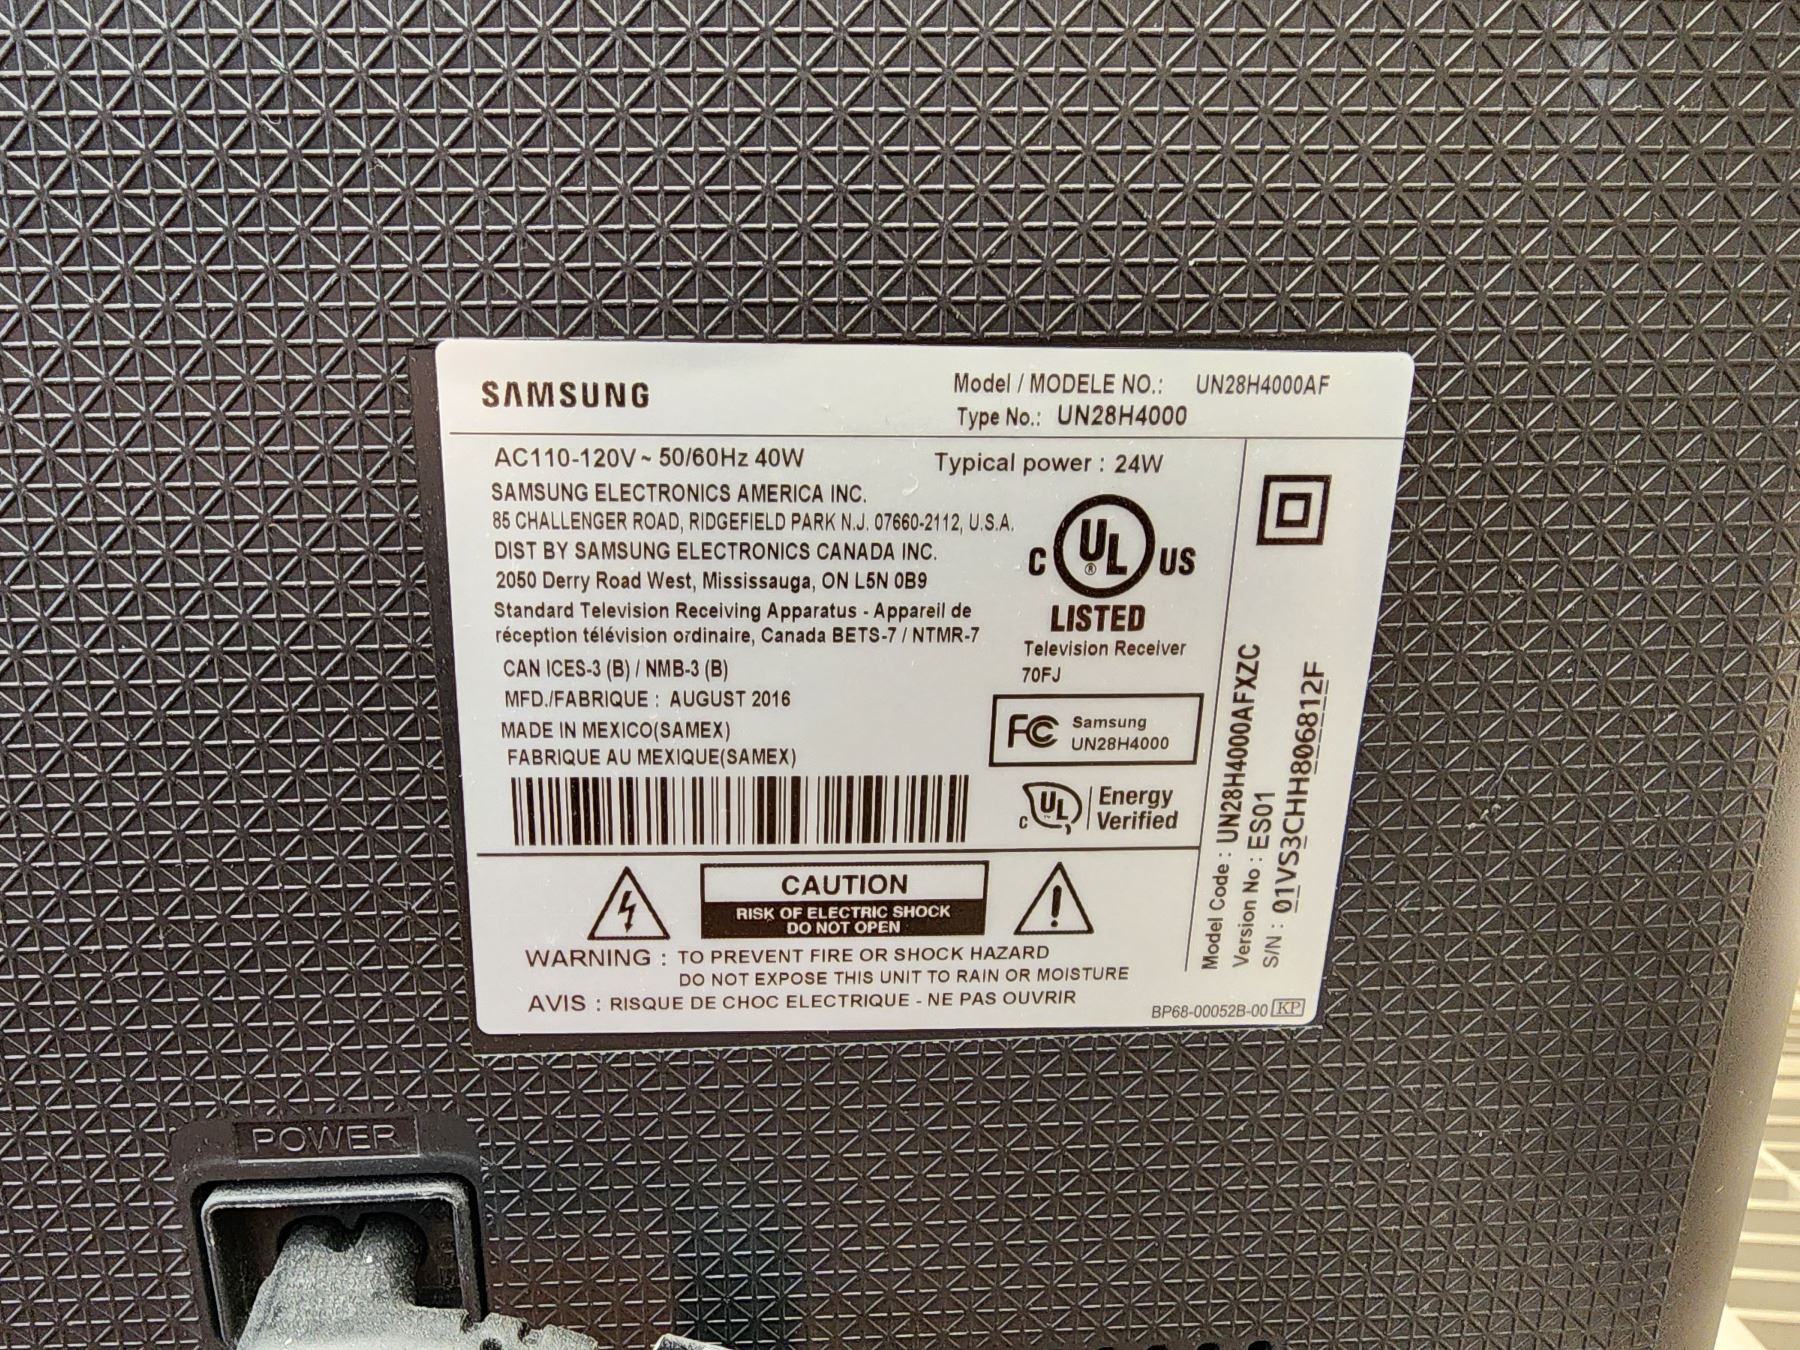 SAMSUNG
Model / MODELE NO.: UN28H4000AF
Type No.: UN28H4000
AC110-120V ~ 50/60Hz 40W
Typical power : 24W
SAMSUNG ELECTRONICS AMERICA INC.
85 CHALLENGER ROAD, RIDGEFIELD PARK N.J. 07660-2112, U.S.A.
DIST BY SAMSUNG ELECTRONICS CANADA INC.
2050 Derry Road West, Mississauga, ON L5N 0B9
Standard Television Receiving Apparatus - Appareil de
réception télévision ordinaire, Canada BETS-7 / NTMR-7
CAN ICES-3 (B) / NMB-3 (B)
MFD./FABRIQUE : AUGUST 2016
MADE IN MEXICO(SAMEX)
FABRIQUE AU MEXIQUE(SAMEX)
C UL ® US
LISTED
Television Receiver
70FJ
FC Samsung
UN28H4000
C UL Energy
Verified
Model Code : UN28H4000AFXZC
Version No : ES01
S/N : 01VS3CHH806812F
CAUTION
RISK OF ELECTRIC SHOCK
DO NOT OPEN
WARNING : TO PREVENT FIRE OR SHOCK HAZARD
DO NOT EXPOSE THIS UNIT TO RAIN OR MOISTURE
AVIS : RISQUE DE CHOC ELECTRIQUE - NE PAS OUVRIR
BP68-00052B-00 KP
POWER